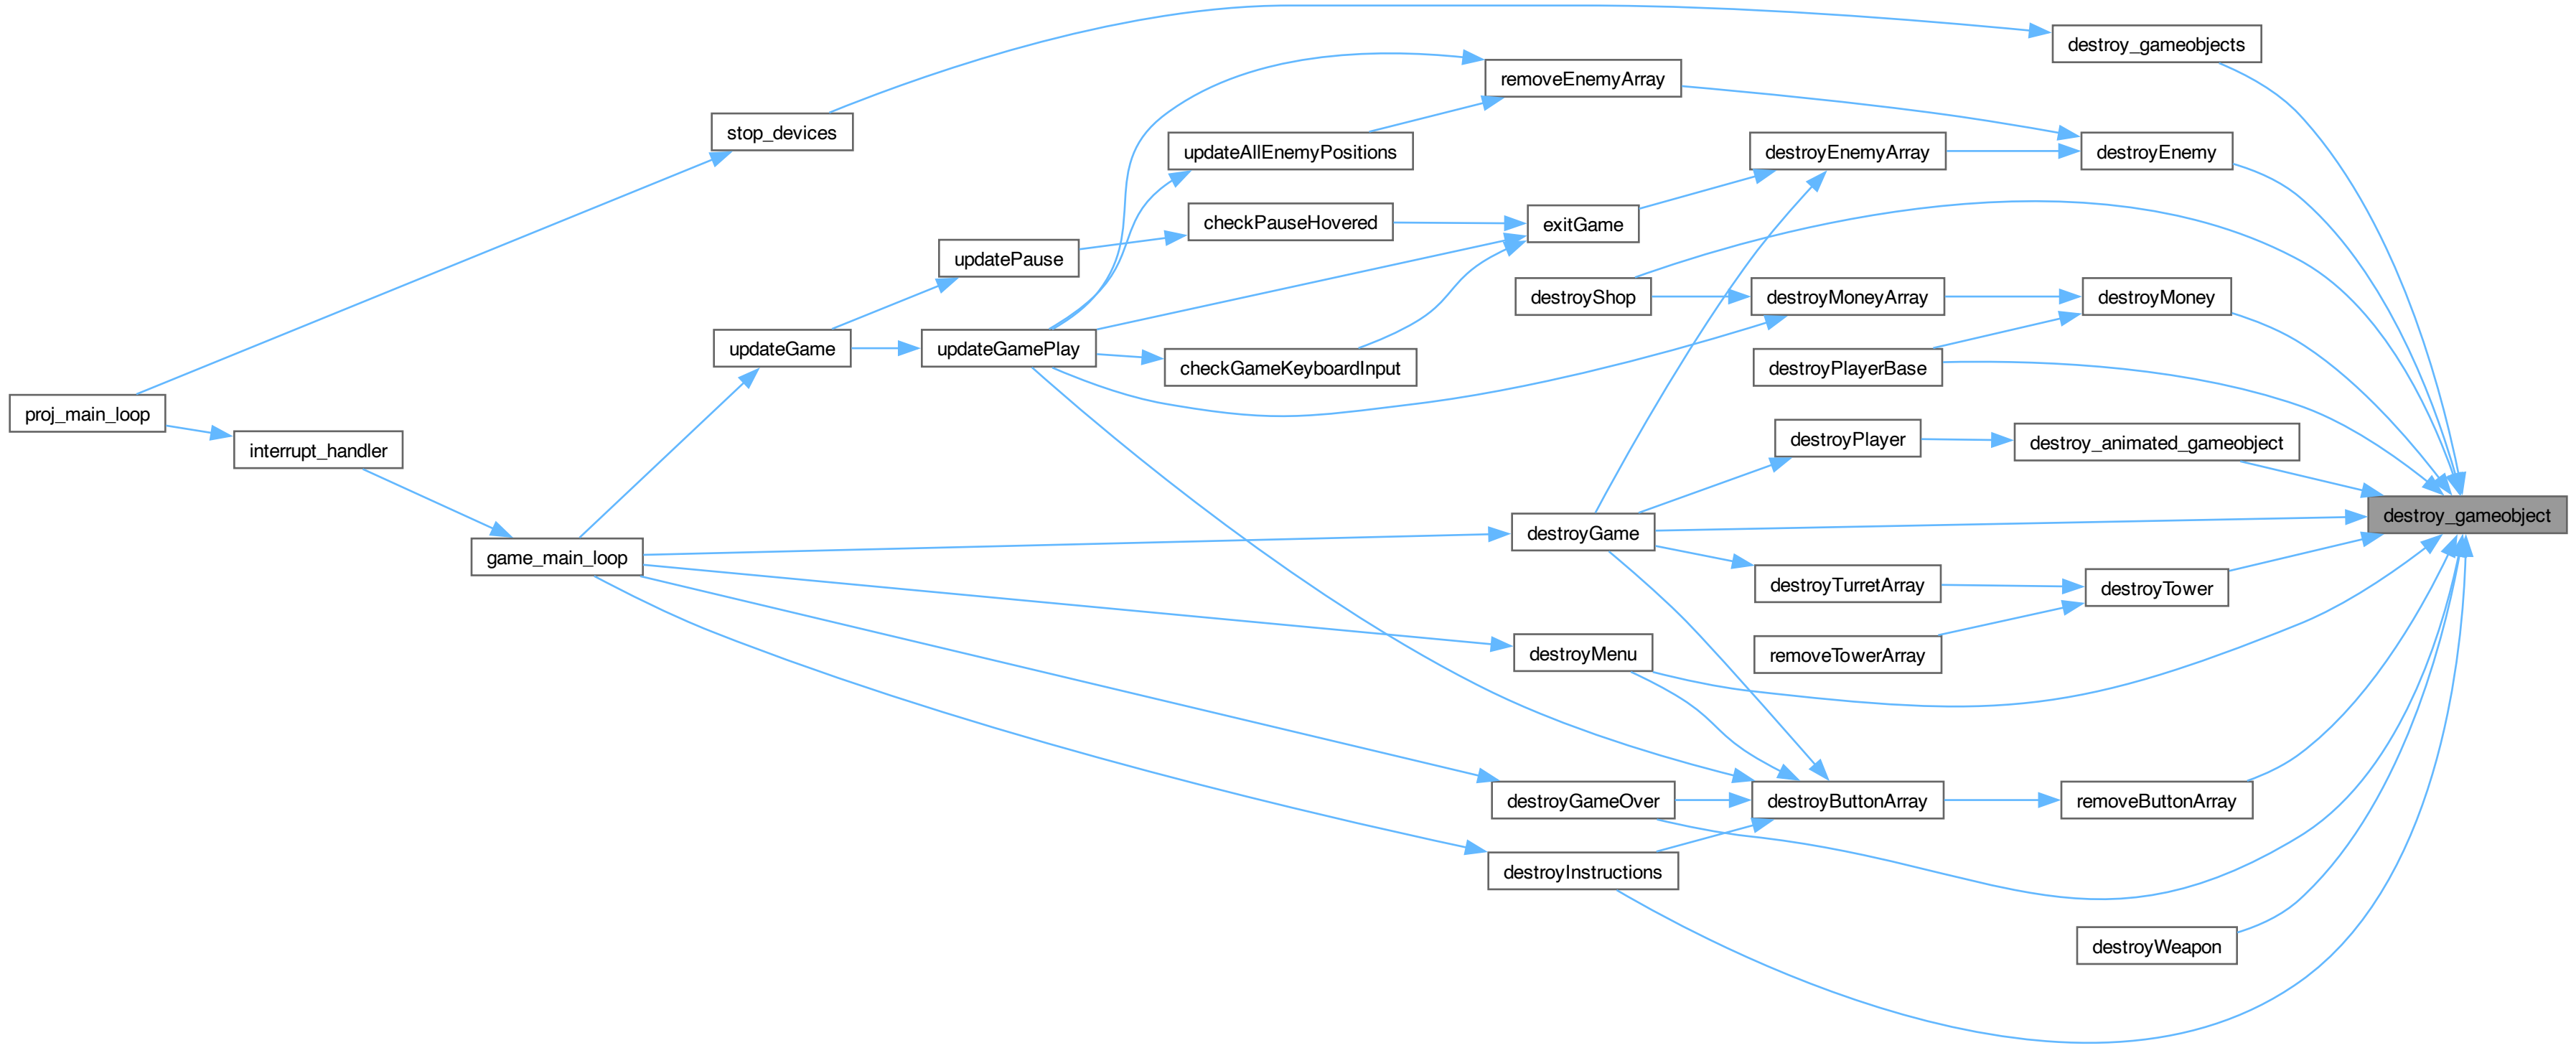 destroy_gameobjects
removeEnemyArray
stop_devices
updateAllEnemyPositions
destroyEnemyArray
destroyEnemy
checkPauseHovered
exitGame
updatePause
destroyShop
destroyMoneyArray
destroyMoney
updateGame
updateGamePlay
checkGameKeyboardInput
destroyPlayerBase
proj_main_loop
interrupt_handler
destroyPlayer
destroy_animated_gameobject
destroy_gameobject
game_main_loop
destroyGame
destroyTurretArray
destroyTower
destroyMenu
removeTowerArray
destroyGameOver
destroyButtonArray
removeButtonArray
destroyInstructions
destroyWeapon